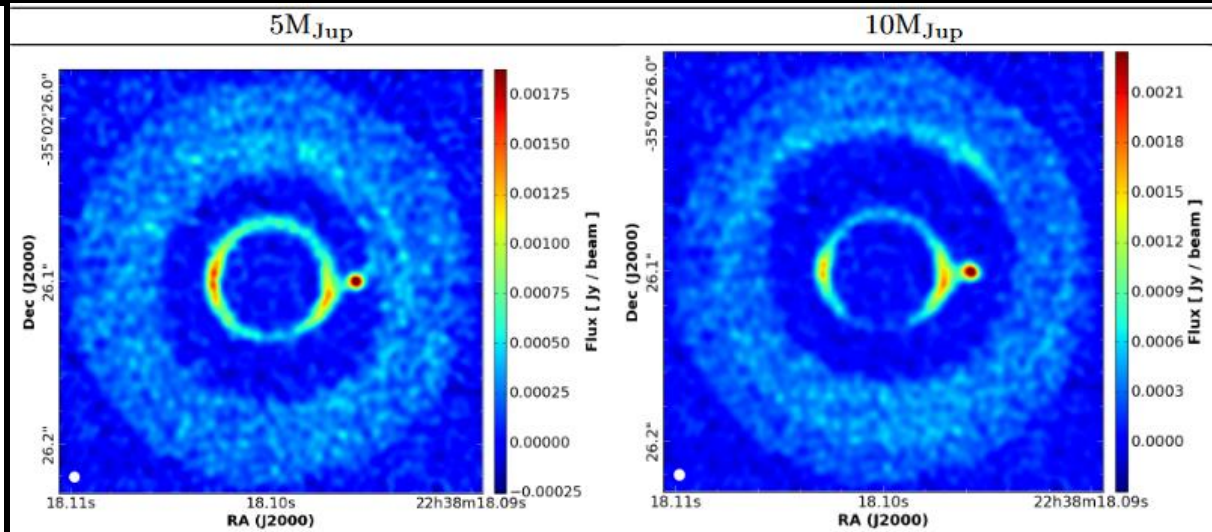 5M_Jup
10M_Jup
-35°02'26.0"
26.1"
26.2"
Dec (J2000)
18.11s
18.10s
22h38m18.09s
RA (J2000)
0.00175
0.00150
0.00125
0.00100
0.00075
0.00050
0.00025
0.00000
−0.00025
Flux [ Jy / beam ]
-35°02'26.0"
26.1"
26.2"
Dec (J2000)
18.11s
18.10s
22h38m18.09s
RA (J2000)
0.0021
0.0018
0.0015
0.0012
0.0009
0.0006
0.0003
0.0000
Flux [ Jy / beam ]